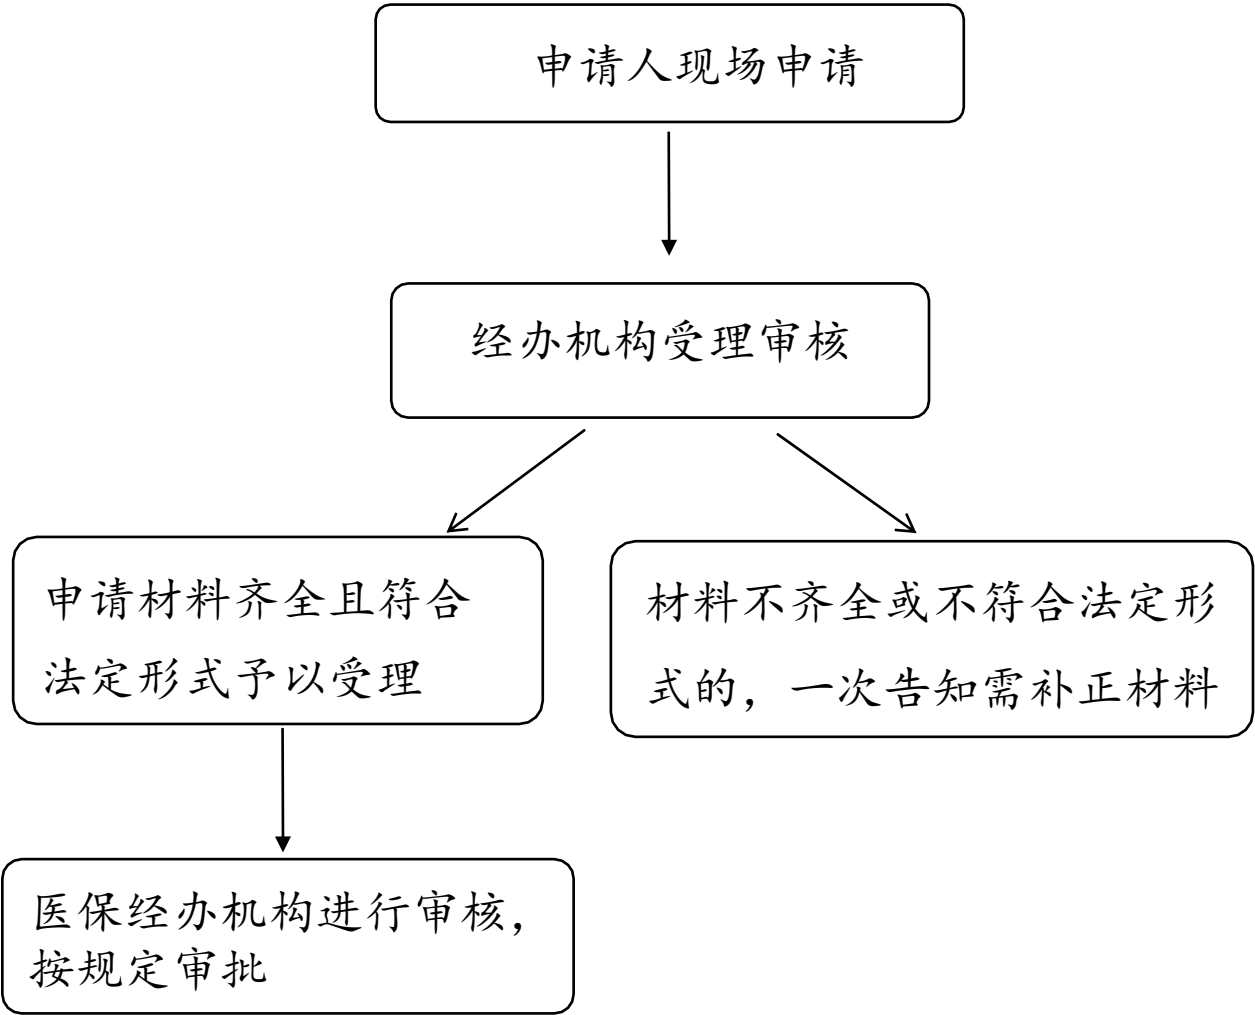 申请人现场申请
经办机构受理审核
申请材料齐全且符合
法定形式予以受理
材料不齐全或不符合法定形
式的，一次告知需补正材料
医保经办机构进行审核，
按规定审批